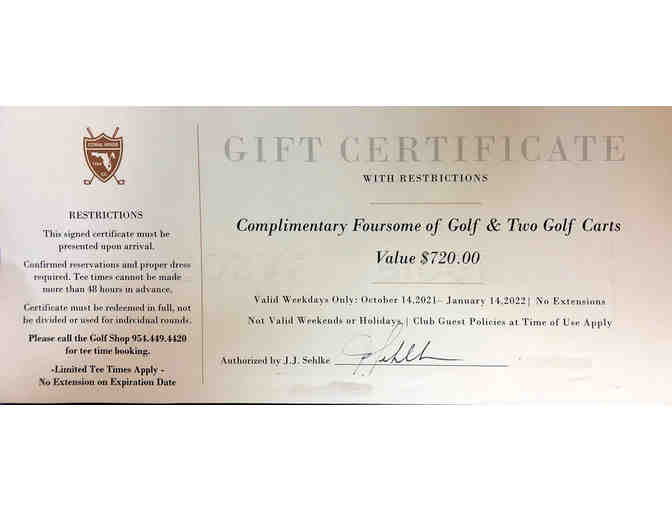 RESTRICTIONS
This signed certificate must be
presented upon arrival.
Confirmed reservations and proper dress
required. Tee times cannot be made
more than 48 hours in advance.
Certificate must be redeemed in full, not
be divided or used for individual rounds.
Please call the Golf Shop 954.449.4420
for tee time booking.
-Limited Tee Times Apply -
No Extension on Expiration Date
GIFT CERTIFICATE
WITH RESTRICTIONS
Complimentary Foursome of Golf & Two Golf Carts
Value $720.00
Valid Weekdays Only: October 14,2021– January 14,2022 | No Extensions
Not Valid Weekends or Holidays | Club Guest Policies at Time of Use Apply
Authorized by J.J. Sehlke